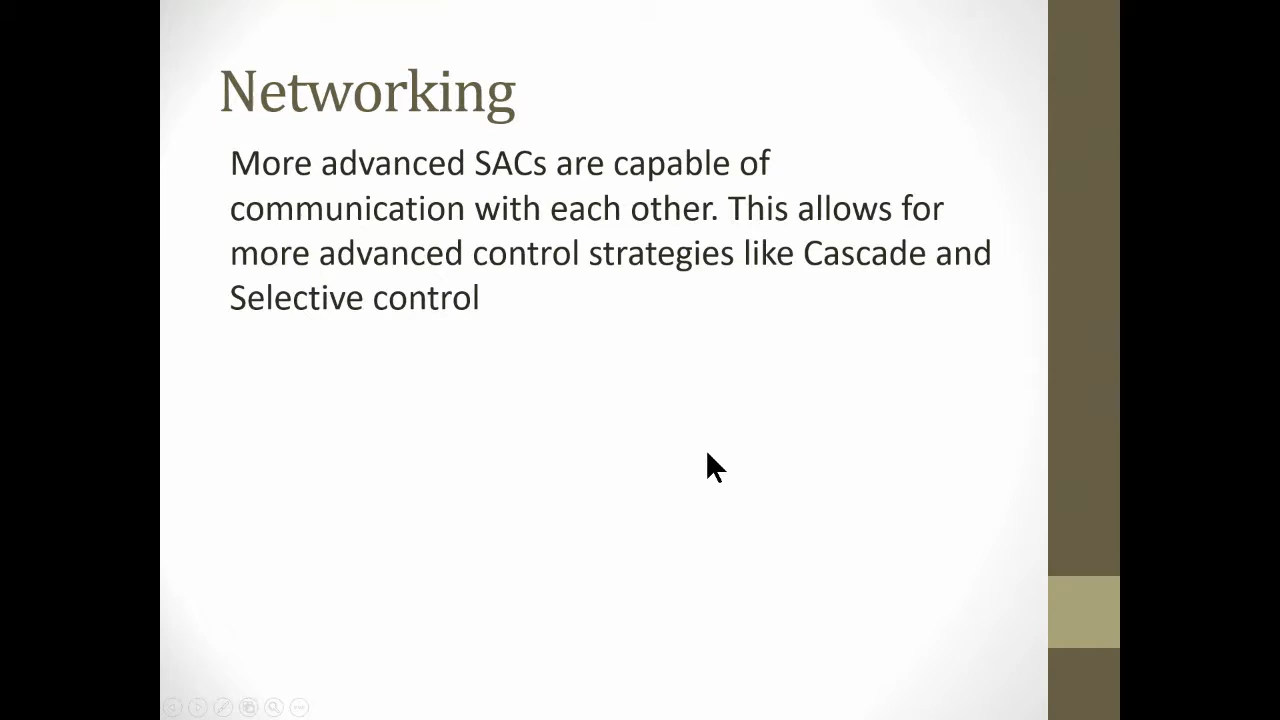 Networking
More advanced SACs are capable of
communication with each other. This allows for
more advanced control strategies like Cascade and
Selective control